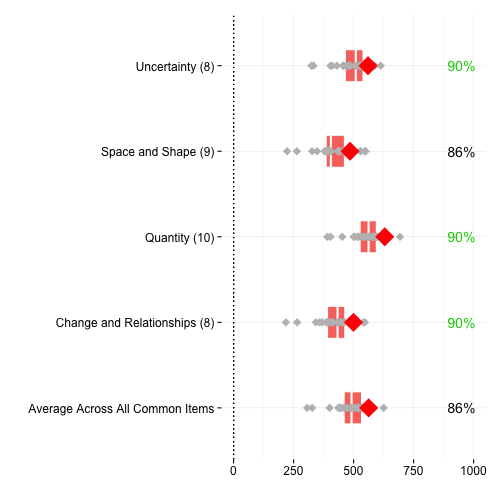 Uncertainty (8) 90%
Space and Shape (9) 86%
Quantity (10) 90%
Change and Relationships (8) 90%
Average Across All Common Items 86%
0 250 500 750 1000